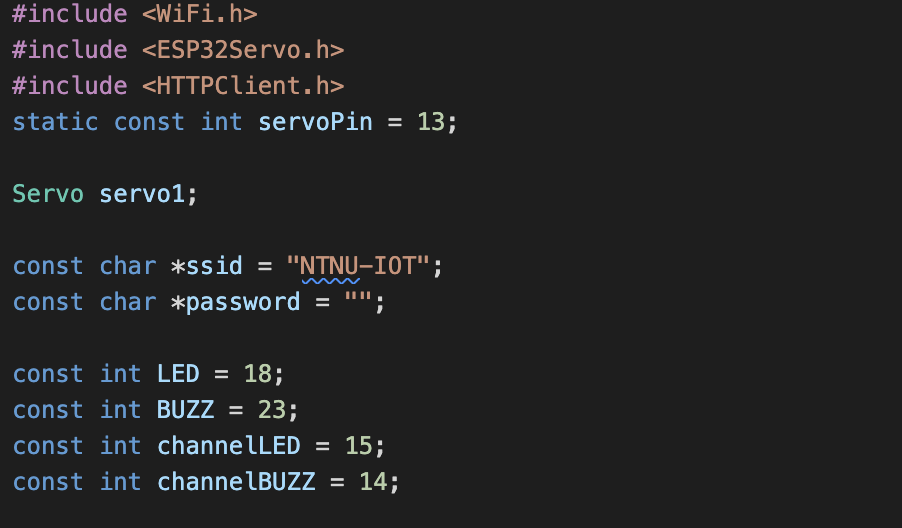 #include <WiFi.h>
#include <ESP32Servo.h>
#include <HTTPClient.h>
static const int servoPin = 13;
Servo servo1;
const char *ssid = "NTNU-IOT";
const char *password = "";
const int LED = 18;
const int BUZZ = 23;
const int channelLED = 15;
const int channelBUZZ = 14;